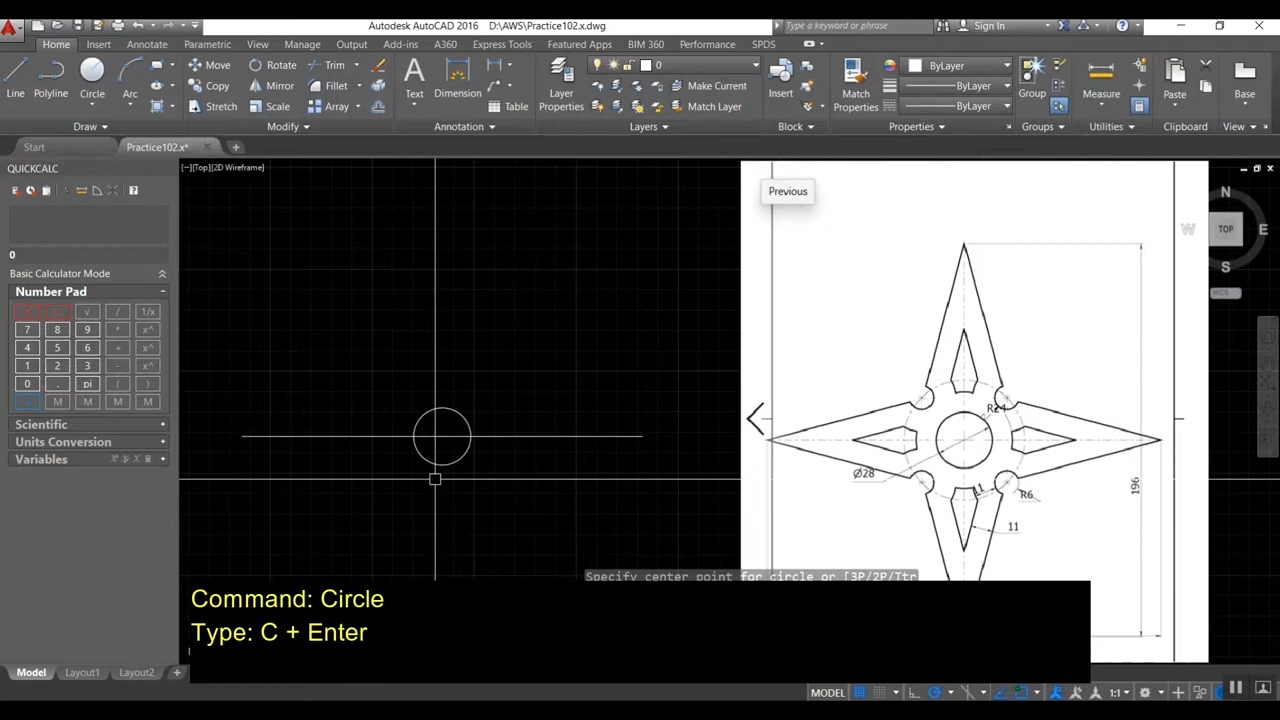 Autodesk AutoCAD 2016 D:\AWS\Practice102.x.dwg
Type a keyword or phrase
Sign In
Home Insert Annotate Parametric View Manage Output Add-ins A360 Express Tools Featured Apps BIM 360 Performance SPDS
Line Polyline Circle Arc
Move Rotate Trim
Copy Mirror Fillet
Stretch Scale Array
Text Dimension Table
Layer Properties
0
Make Current
Match Layer
Insert
Match Properties
ByLayer
ByLayer
ByLayer
Group Measure Paste Base
Draw Modify Annotation Layers Block Properties Groups Utilities Clipboard View
Start Practice102.x*
QUICKCALC
[−][Top][2D Wireframe]
0
Basic Calculator Mode
Number Pad
√ / 1/x
7 8 9 * x^
4 5 6 + x^
1 2 3 - x^
0 . pi ( )
= M M M M
Scientific
Units Conversion
Variables
Previous
N
W TOP E
S
WCS
R24
Ø28
R6
11
196
Specify center point for circle or [3P/2P/Ttr
Command: Circle
Type: C + Enter
Model Layout1 Layout2 +
MODEL 1:1